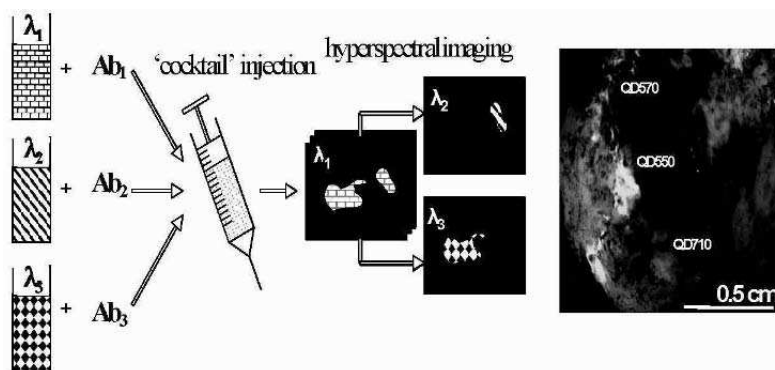 λ1
+ Ab1
λ2
+ Ab2
λ3
+ Ab3
‘cocktail’ injection
hyperspectral imaging
λ1
λ2
λ3
QD570
QD550
QD710
0.5 cm